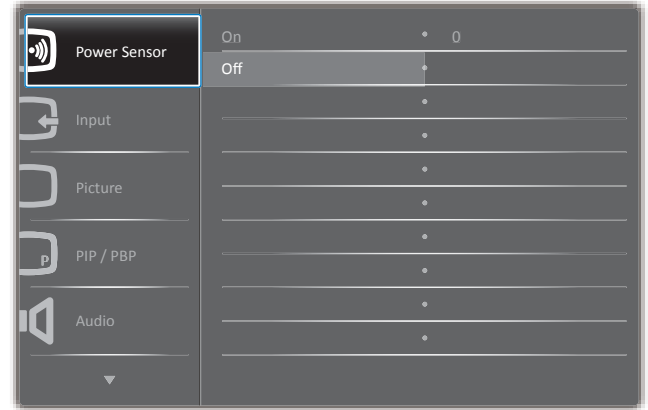 Power Sensor
On 0
Off
Input
Picture
P
PIP / PBP
Audio